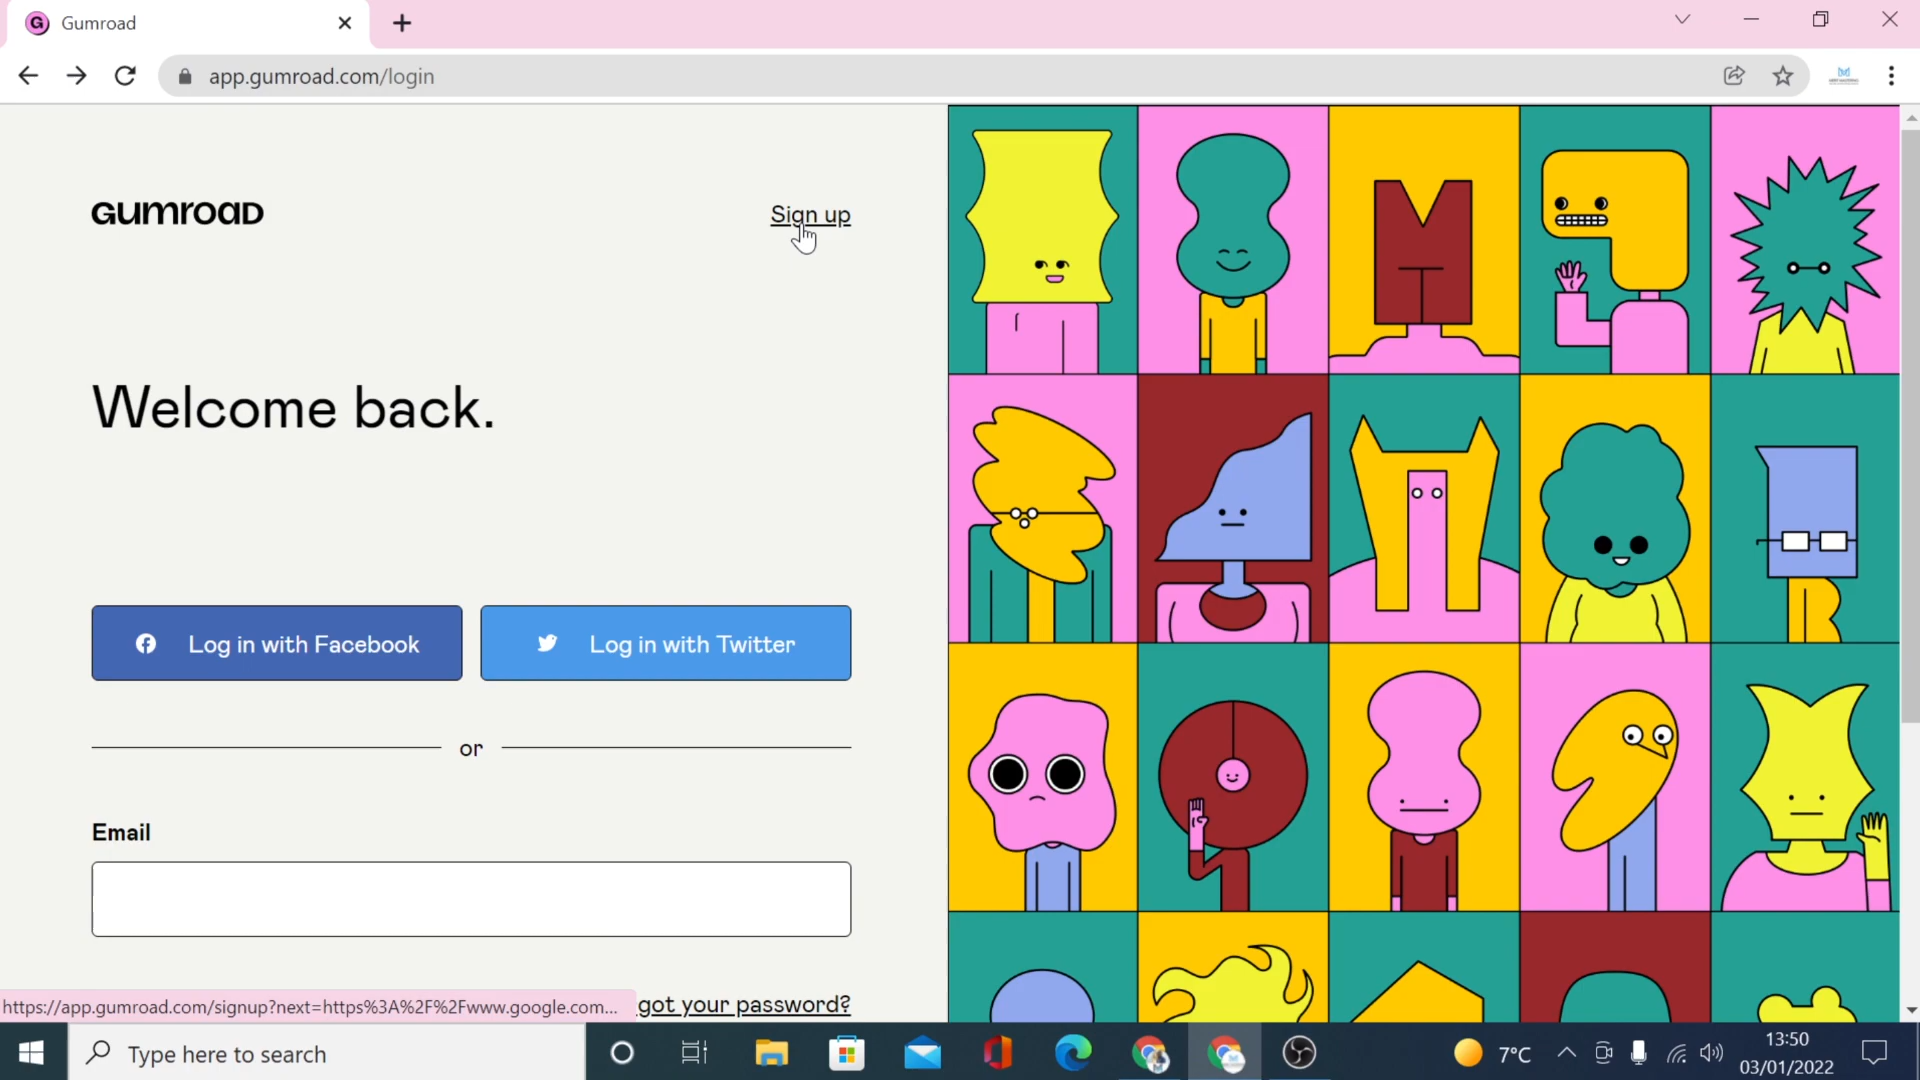 Gumroad
app.gumroad.com/login
GUMROAD
Sign up
Welcome back.
Log in with Facebook
Log in with Twitter
or
Email
https://app.gumroad.com/signup?next=https%3A%2F%2Fwww.google.com...
got your password?
Type here to search
7°C
13:50
03/01/2022